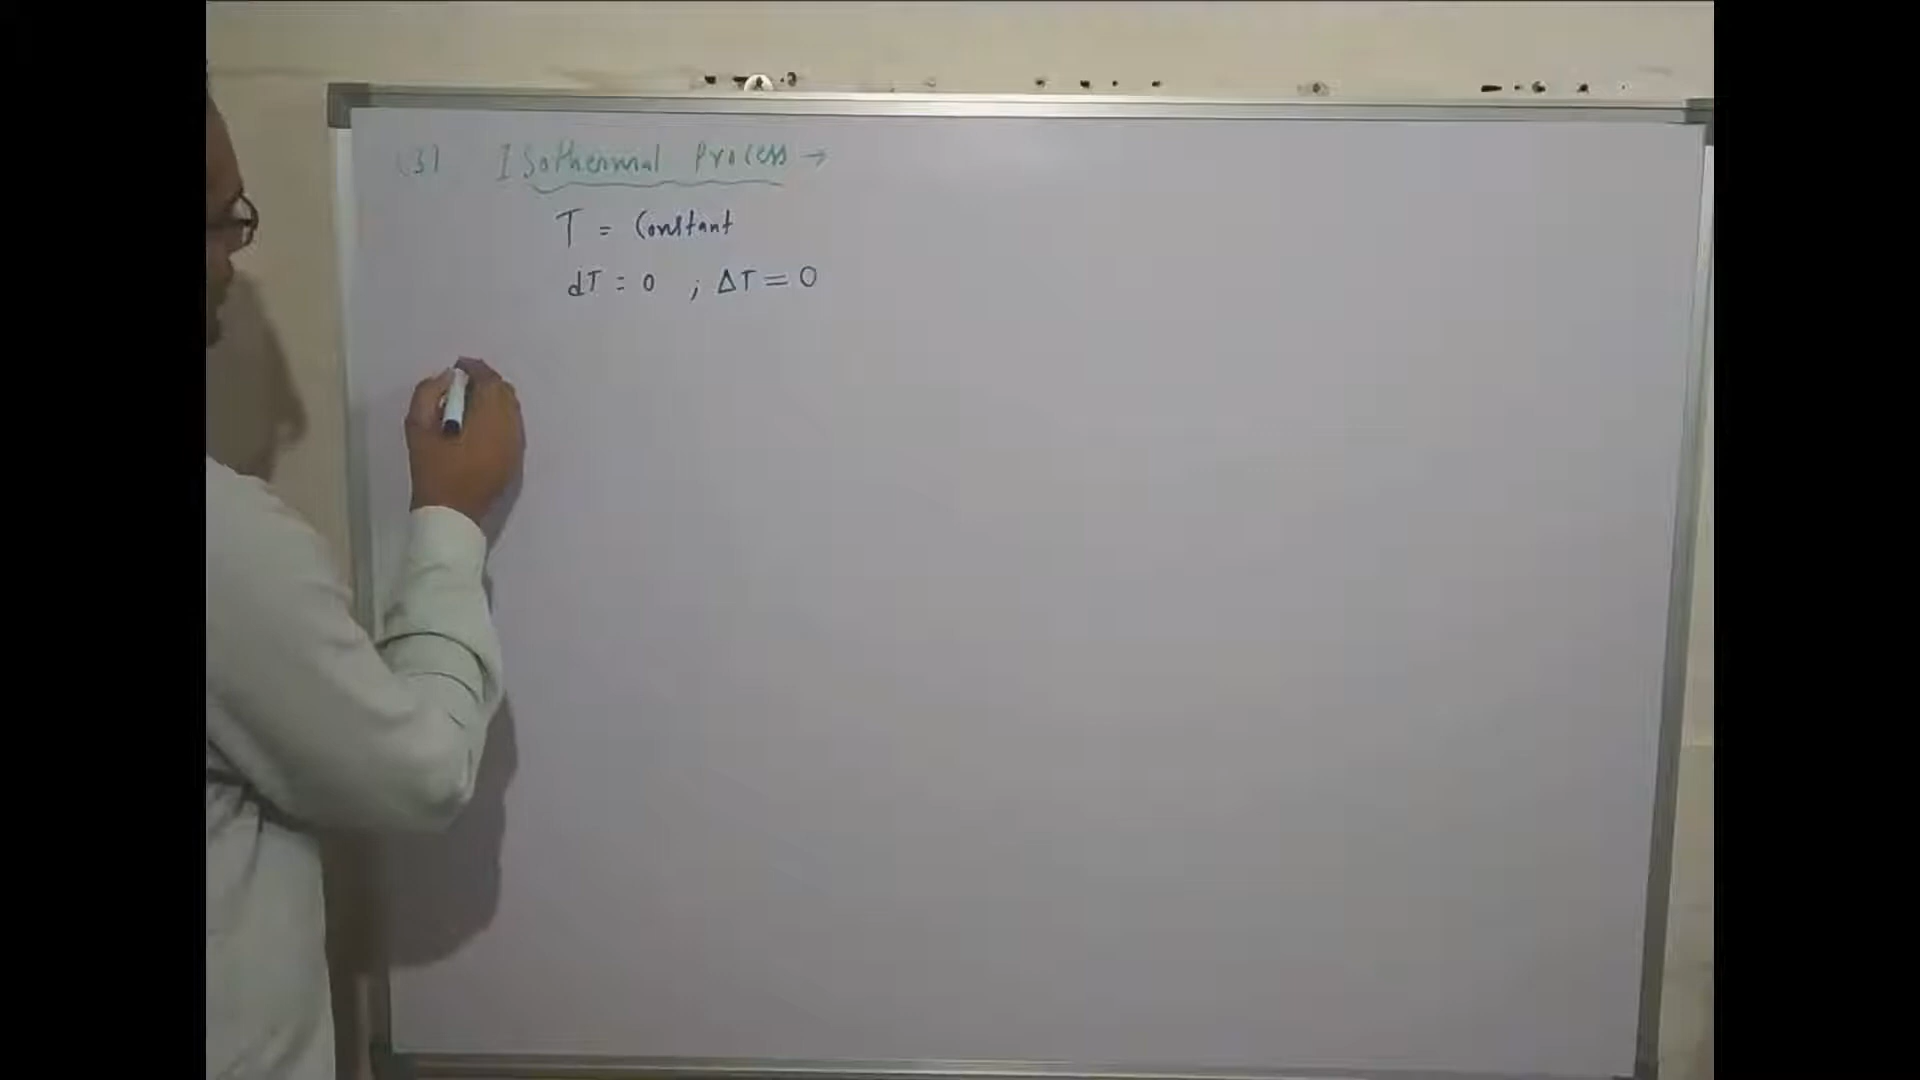 (3) Isothermal Process →
T = Constant
dT = 0 ; ΔT = 0